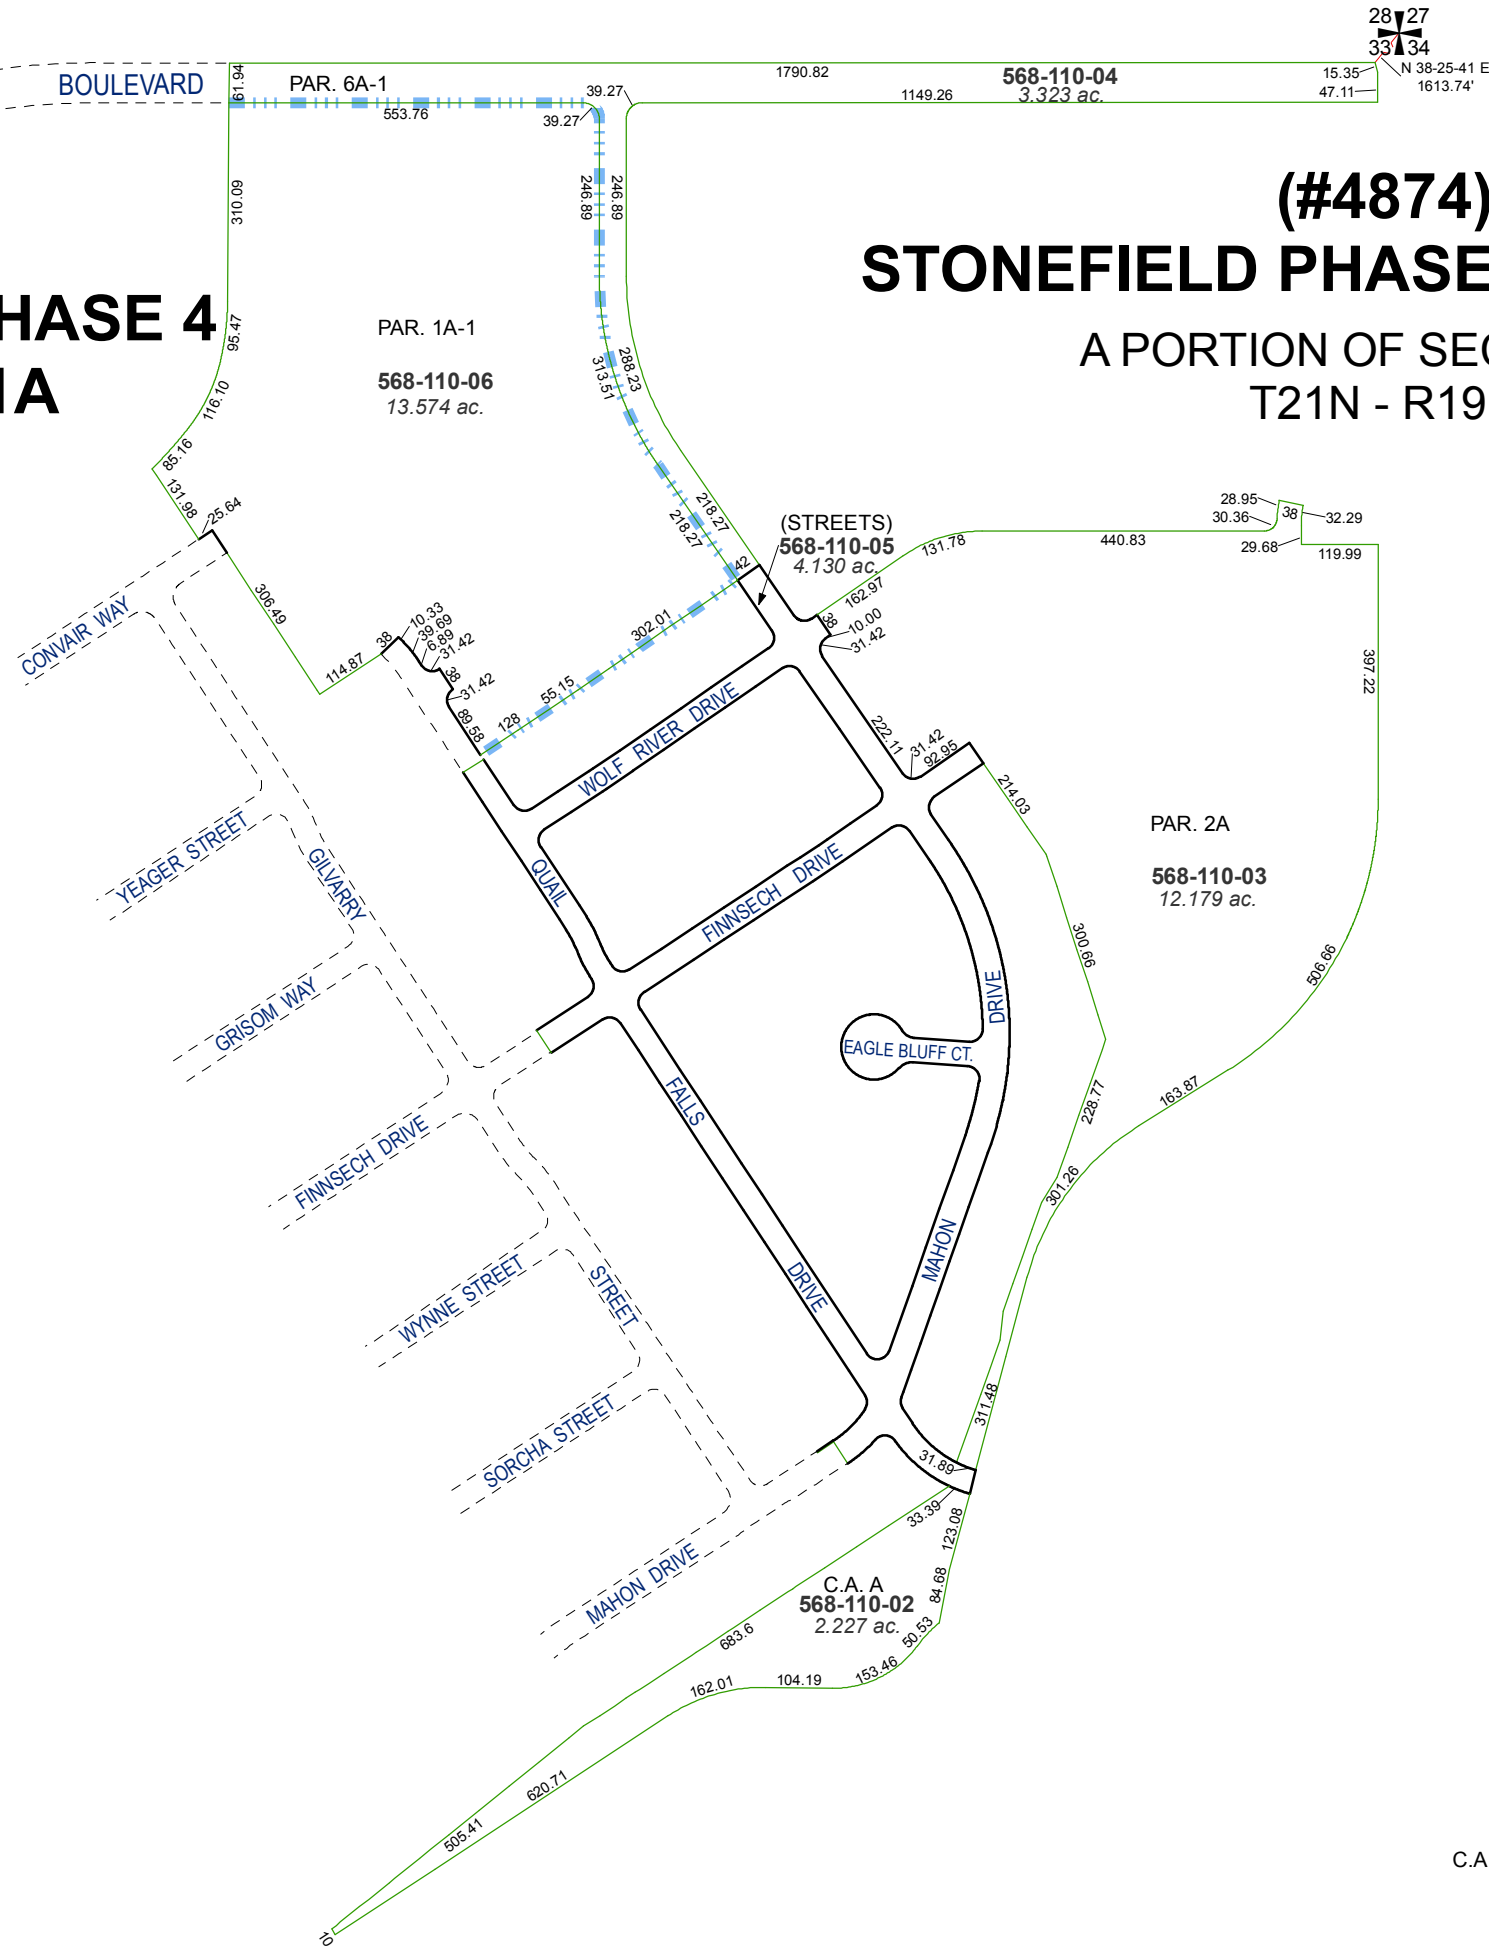 28 27
33 34
BOULEVARD
61.94
PAR. 6A-1
1790.82
568-110-04
3.323 ac.
15.35
N 38-25-41 E
1613.74'
47.11
553.76
39.27
39.27
1149.26
310.09
246.89
246.89
(#4874)
STONEFIELD PHASE
HASE 4
1A
95.47
PAR. 1A-1
568-110-06
13.574 ac.
288.23
313.51
A PORTION OF SEC
T21N - R19
116.10
85.16
131.98
25.64
218.27
218.27
(STREETS)
568-110-05
4.130 ac.
42
28.95
30.36
38
32.29
29.68
119.99
131.78
440.83
162.97
38
10.00
31.42
CONVAIR WAY
306.49
114.87
38
10.33
39.69
6.89
31.42
38
31.42
89.58
128
55.15
302.01
397.22
WOLF RIVER DRIVE
222.11
31.42
92.95
214.03
PAR. 2A
568-110-03
12.179 ac.
YEAGER STREET
GILVARRY
QUAIL
FINNSECH DRIVE
300.66
506.66
DRIVE
GRISOM WAY
EAGLE BLUFF CT.
FALLS
228.77
163.87
FINNSECH DRIVE
301.26
WYNNE STREET
STREET
DRIVE
MAHON
311.48
SORCHA STREET
31.89
33.39
123.08
MAHON DRIVE
C.A. A
568-110-02
2.227 ac.
84.68
50.53
683.6
153.46
162.01
104.19
620.71
505.41
10
C.A